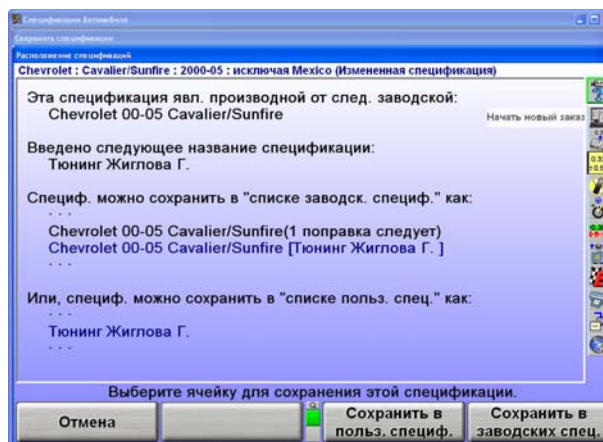 Спецификации Автомобиля
Сохранить спецификации
Расположение спецификаций
Chevrolet : Cavalier/Sunfire : 2000-05 : исключая Mexico (Измененная спецификация)
Эта спецификация явл. производной от след. заводской:
Chevrolet 00-05 Cavalier/Sunfire
Начать новый заказ
Введено следующее название спецификации:
Тюнинг Жиглова Г.
Специф. можно сохранить в "списке заводск. специф." как:
. . .
Chevrolet 00-05 Cavalier/Sunfire(1 поправка следует)
Chevrolet 00-05 Cavalier/Sunfire [Тюнинг Жиглова Г. ]
. . .
Или, специф. можно сохранить в "списке польз. спец." как:
. . .
Тюнинг Жиглова Г.
. . .
Выберите ячейку для сохранения этой спецификации.
Отмена
Сохранить в польз. специф.
Сохранить в заводских спец.